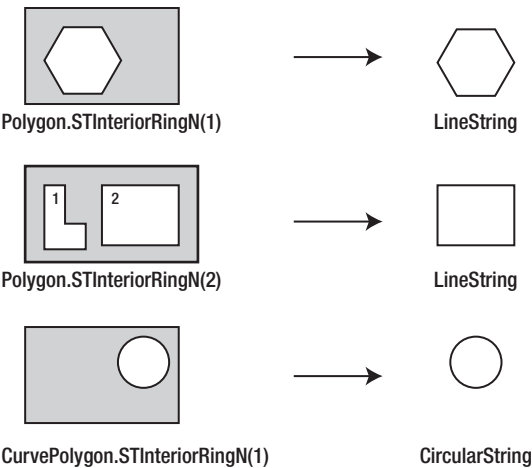 Polygon.STInteriorRingN(1)
LineString
1
2
Polygon.STInteriorRingN(2)
LineString
CurvePolygon.STInteriorRingN(1)
CircularString